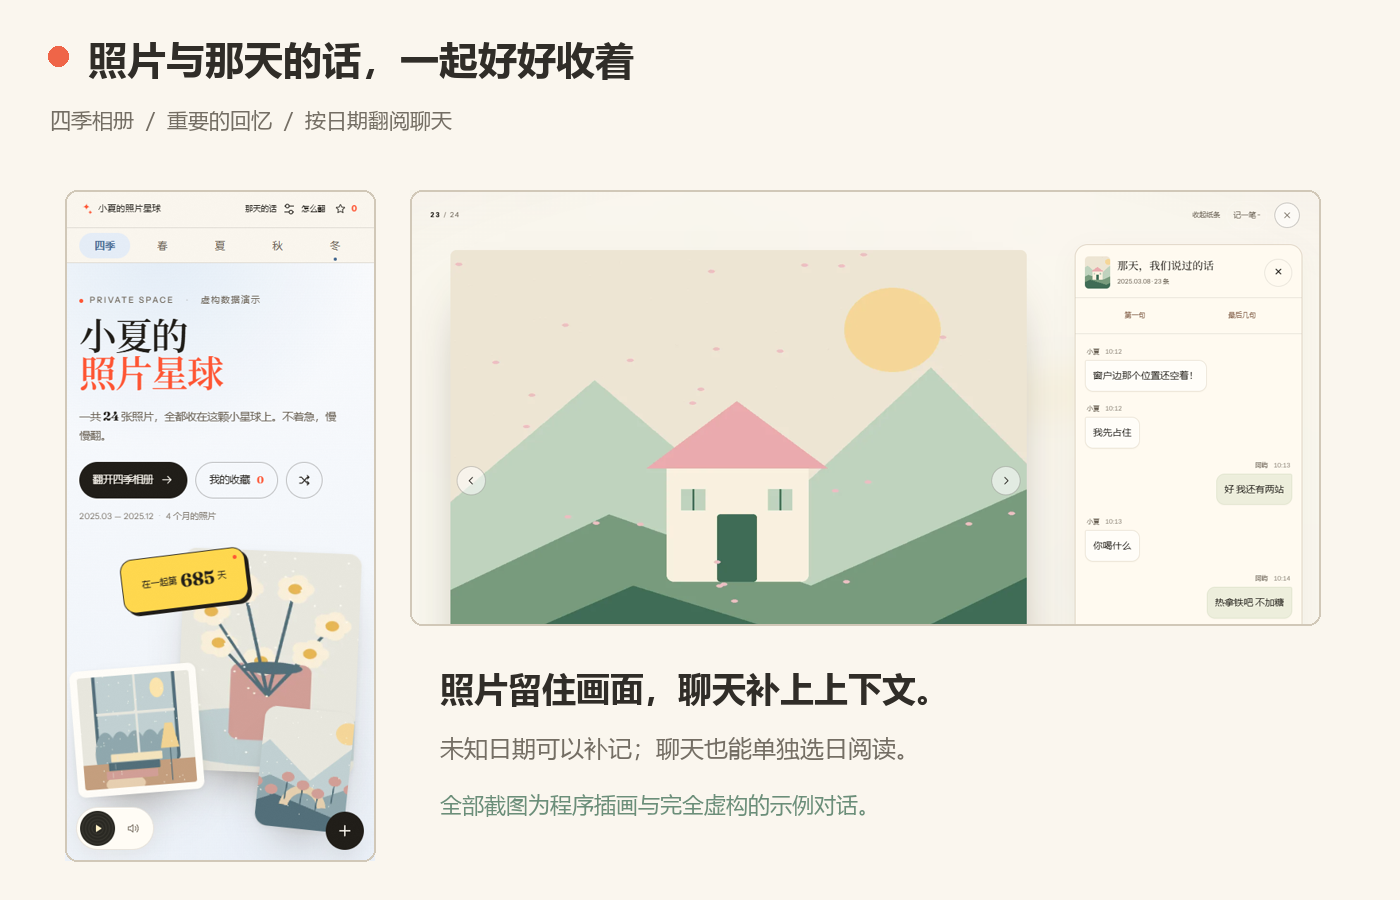 照片与那天的话，一起好好收着
四季相册 / 重要的回忆 / 按日期翻阅聊天
小夏的照片星球
那天的话 怎么翻 0
四季 春 夏 秋 冬
PRIVATE SPACE · 虚构数据演示
小夏的
照片星球
一共 24 张照片，全都收在这颗小星球上。不着急，慢
慢翻。
翻开四季相册 →
我的收藏 0
2025.03 — 2025.12 · 4 个月的照片
在一起第 685 天
23 / 24
收起纸条 记一笔
那天，我们说过的话
2025.03.08 · 23 条
第一句 最后几句
小夏 10:12
窗户边那个位置还空着！
小夏 10:12
我先占住
10:13
好 我还有两站
小夏 10:13
你喝什么
10:14
热拿铁吧 不加糖
照片留住画面，聊天补上上下文。
未知日期可以补记；聊天也能单独选日阅读。
全部截图为程序插画与完全虚构的示例对话。